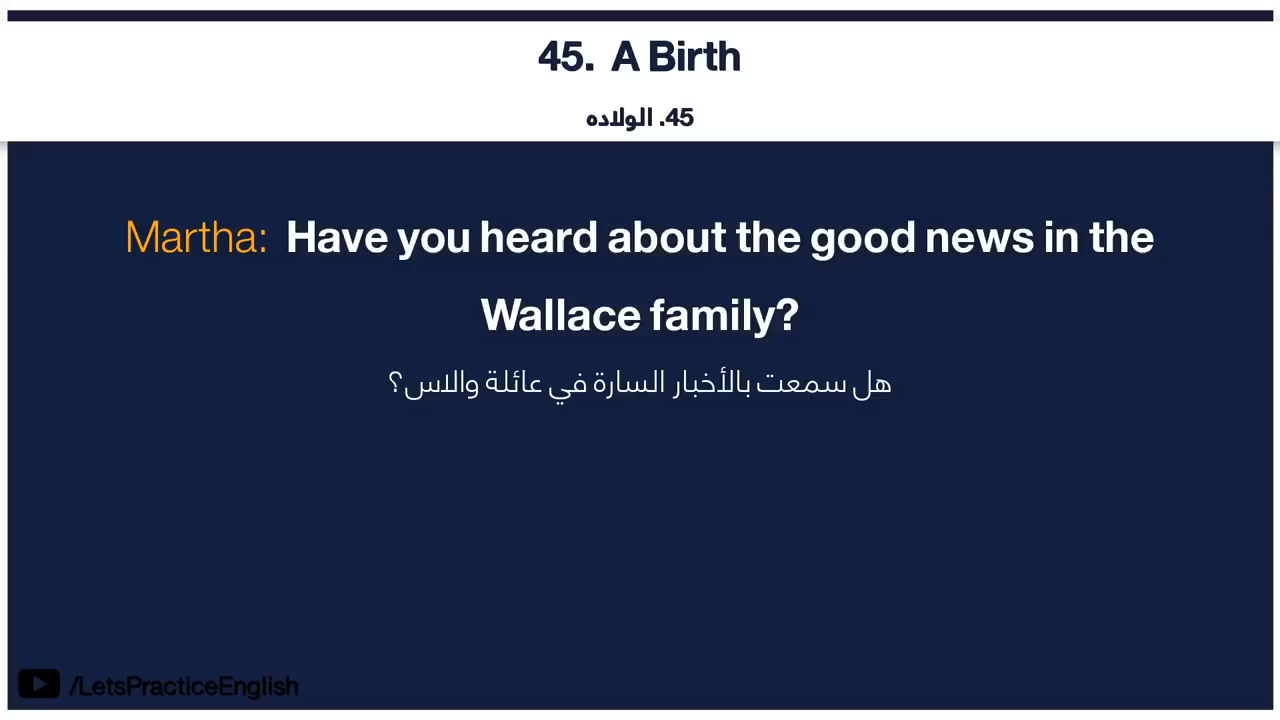 45. A Birth
45. الولاده
Martha: Have you heard about the good news in the
Wallace family?
هل سمعت بالأخبار السارة في عائلة والاس؟
/LetsPracticeEnglish